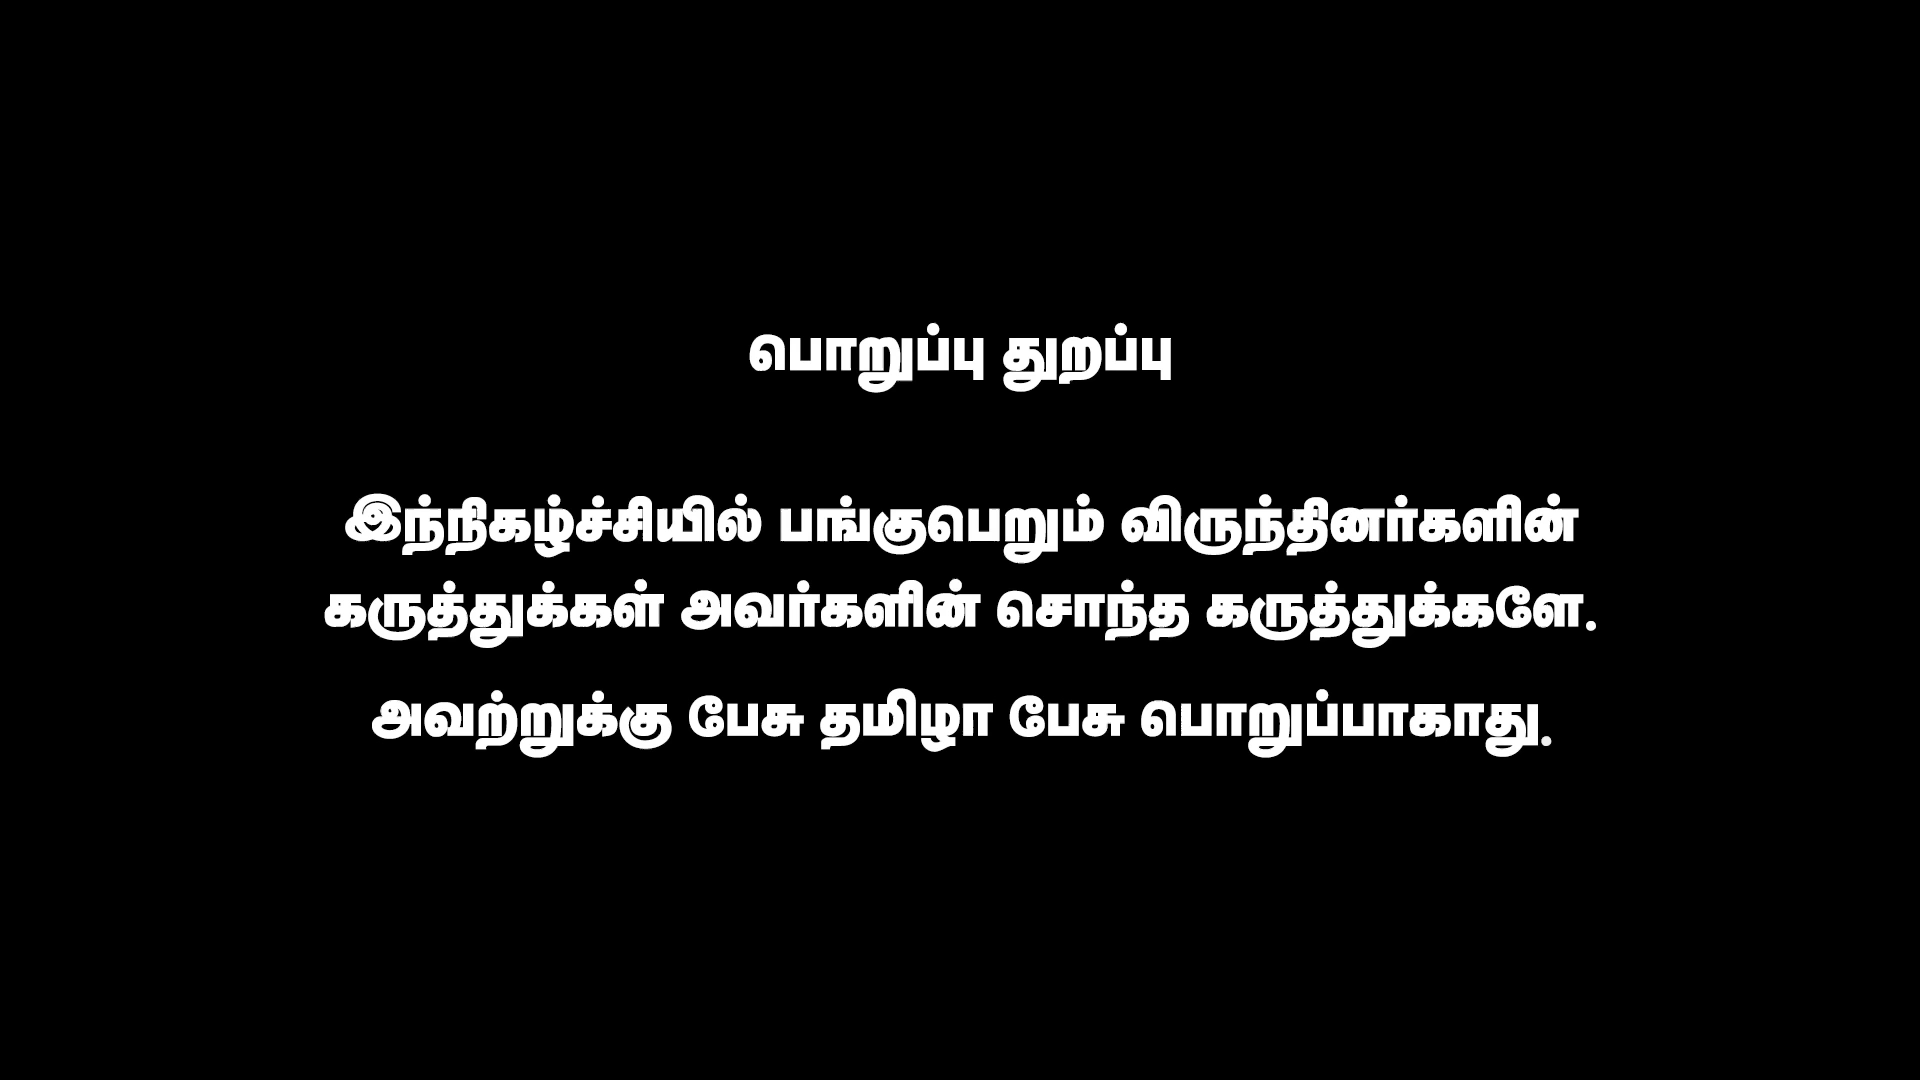 பொறுப்பு துறப்பு
இந்நிகழ்ச்சியில் பங்குபெறும் விருந்தினர்களின்
கருத்துக்கள் அவர்களின் சொந்த கருத்துக்களே.
அவற்றுக்கு பேசு தமிழா பேசு பொறுப்பாகாது.